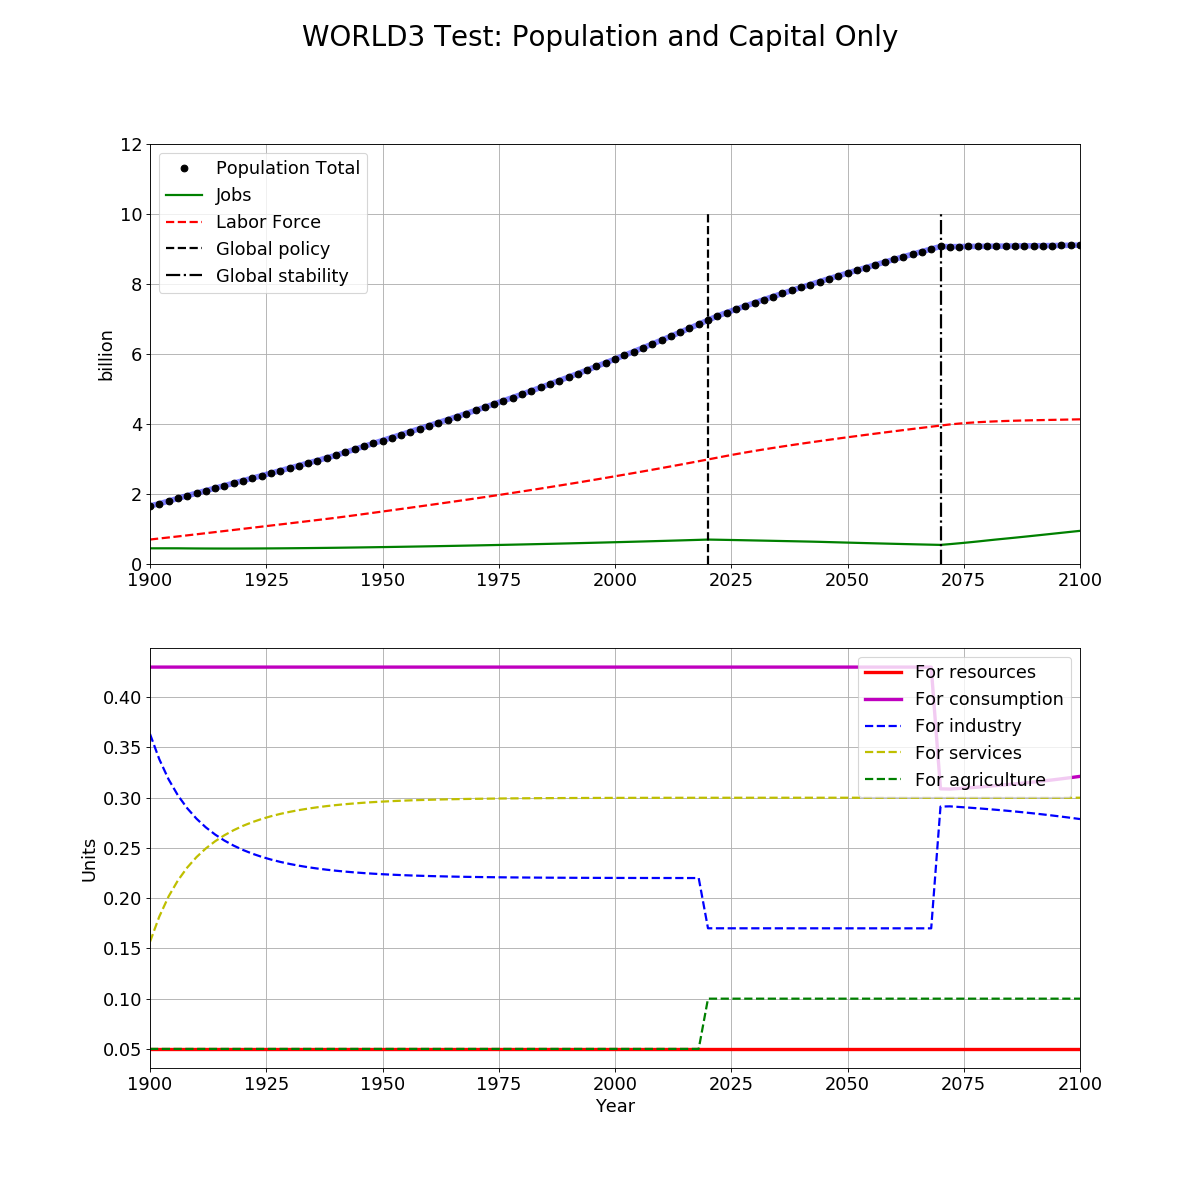 WORLD3 Test: Population and Capital Only
12
10
8
6
4
2
0
billion
Population Total
Jobs
Labor Force
Global policy
Global stability
1900 1925 1950 1975 2000 2025 2050 2075 2100
0.40
0.35
0.30
0.25
0.20
0.15
0.10
0.05
Units
For resources
For consumption
For industry
For services
For agriculture
1900 1925 1950 1975 2000 2025 2050 2075 2100
Year